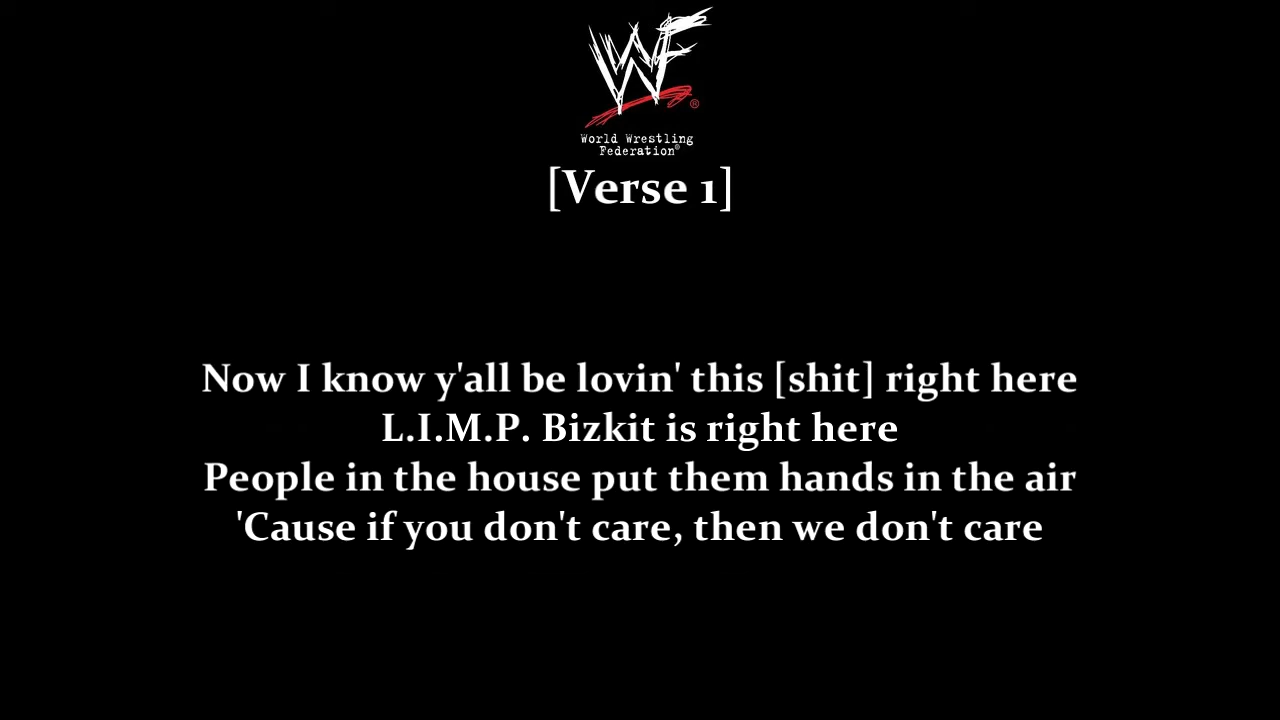 WF
World Wrestling
Federation®
[Verse 1]
Now I know y'all be lovin' this [shit] right here
L.I.M.P. Bizkit is right here
People in the house put them hands in the air
'Cause if you don't care, then we don't care